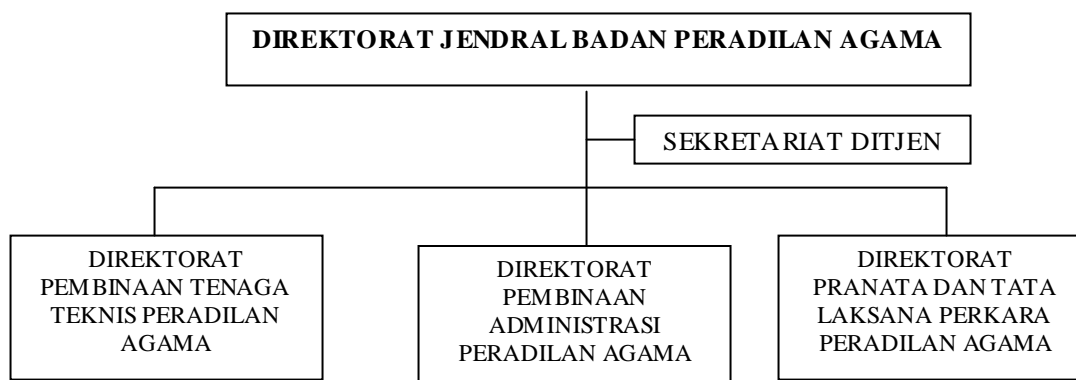 DIREKTORAT JENDRAL BADAN PERADILAN AGAMA
SEKRETARIAT DITJEN
DIREKTORAT
PEMBINAAN TENAGA
TEKNIS PERADILAN
AGAMA
DIREKTORAT
PEMBINAAN
ADMINISTRASI
PERADILAN AGAMA
DIREKTORAT
PRANATA DAN TATA
LAKSANA PERKARA
PERADILAN AGAMA